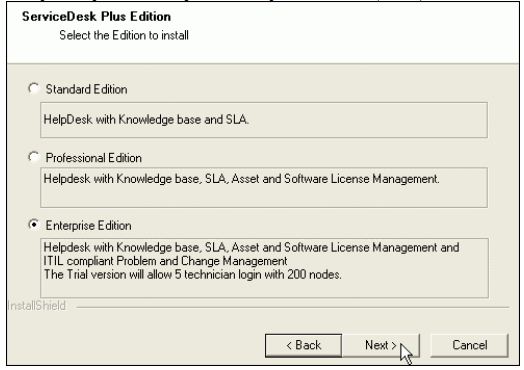 ServiceDesk Plus Edition
Select the Edition to install
Standard Edition
HelpDesk with Knowledge base and SLA.
Professional Edition
Helpdesk with Knowledge base, SLA, Asset and Software License Management.
Enterprise Edition
Helpdesk with Knowledge base, SLA, Asset and Software License Management and
ITIL compliant Problem and Change Management
The Trial version will allow 5 technician login with 200 nodes.
InstallShield
< Back
Next >
Cancel